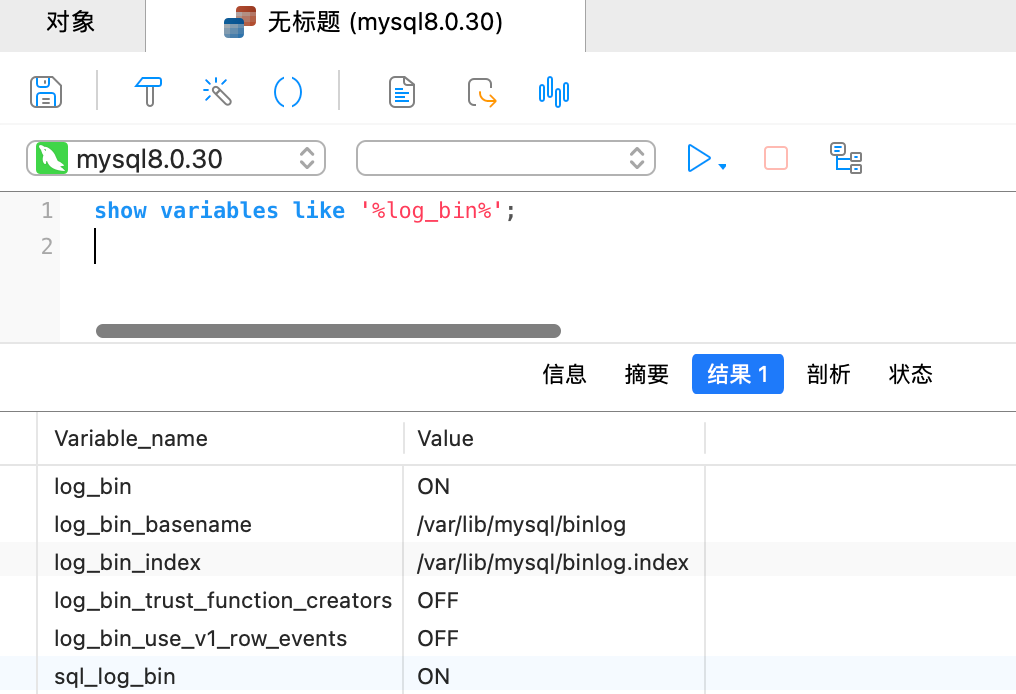 对象 无标题 (mysql8.0.30)
mysql8.0.30
1 show variables like '%log_bin%';
2
信息 摘要 结果 1 剖析 状态
Variable_name Value
log_bin ON
log_bin_basename /var/lib/mysql/binlog
log_bin_index /var/lib/mysql/binlog.index
log_bin_trust_function_creators OFF
log_bin_use_v1_row_events OFF
sql_log_bin ON